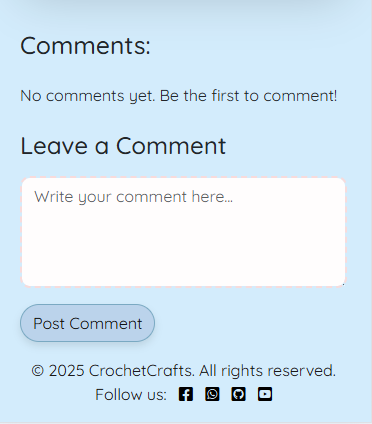 Comments:
No comments yet. Be the first to comment!
Leave a Comment
Write your comment here...
Post Comment
© 2025 CrochetCrafts. All rights reserved.
Follow us: